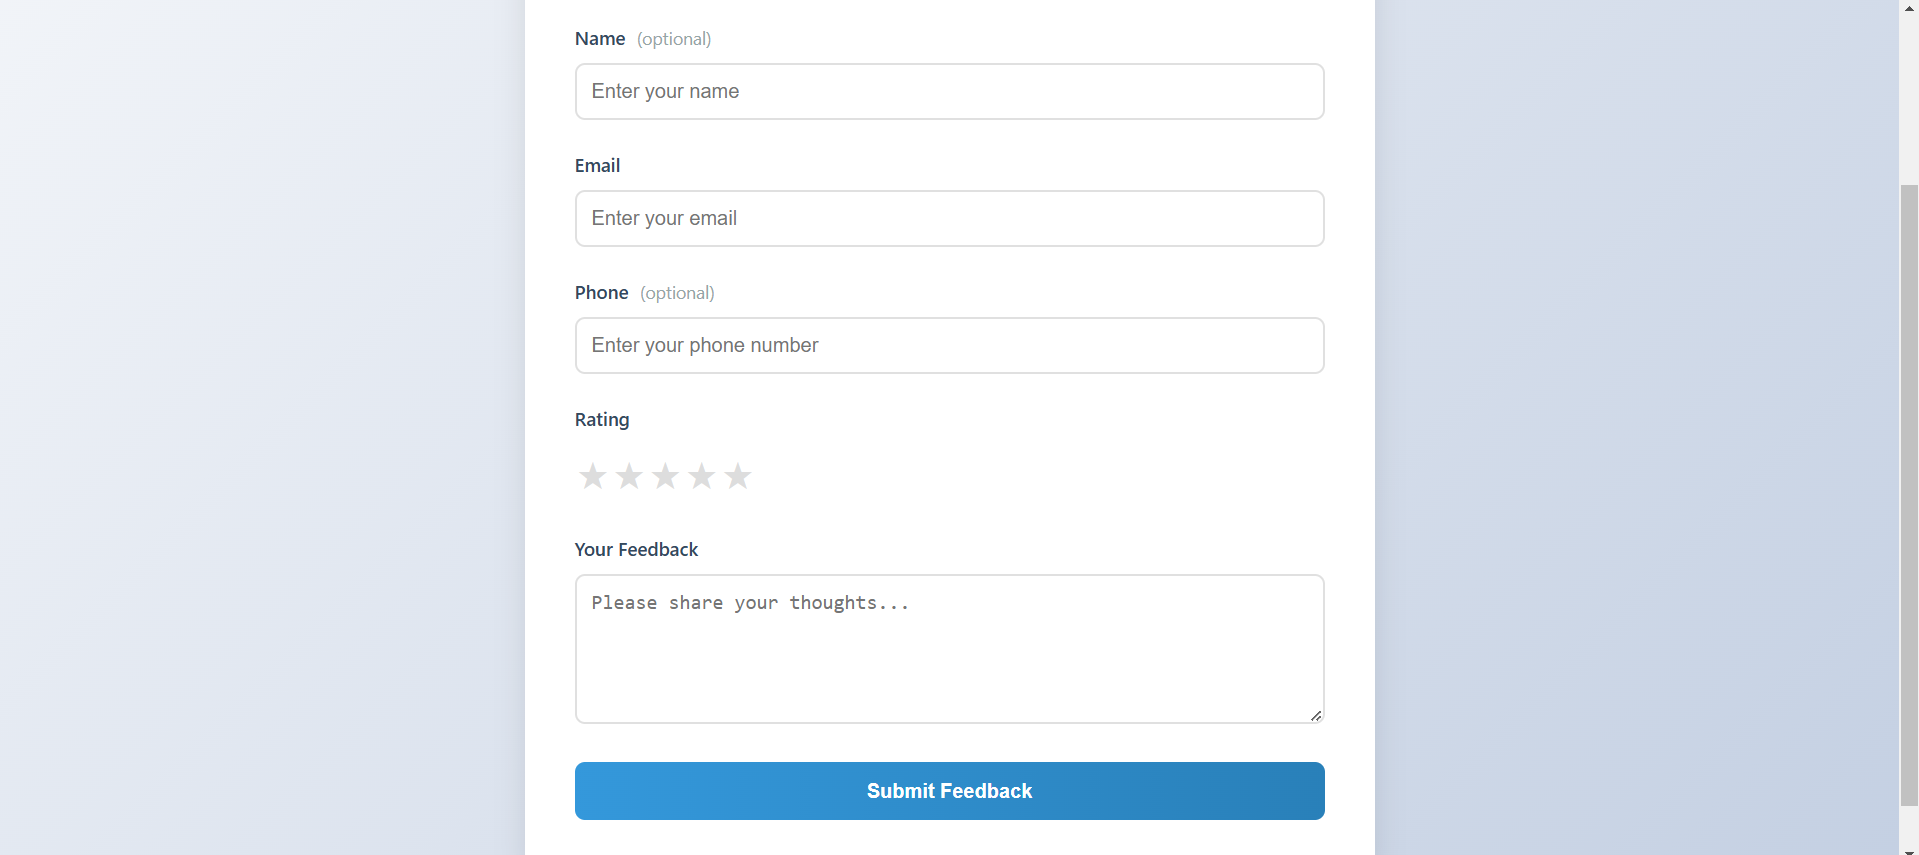 Name (optional)
Enter your name
Email
Enter your email
Phone (optional)
Enter your phone number
Rating
★★★★★
Your Feedback
Please share your thoughts...
Submit Feedback